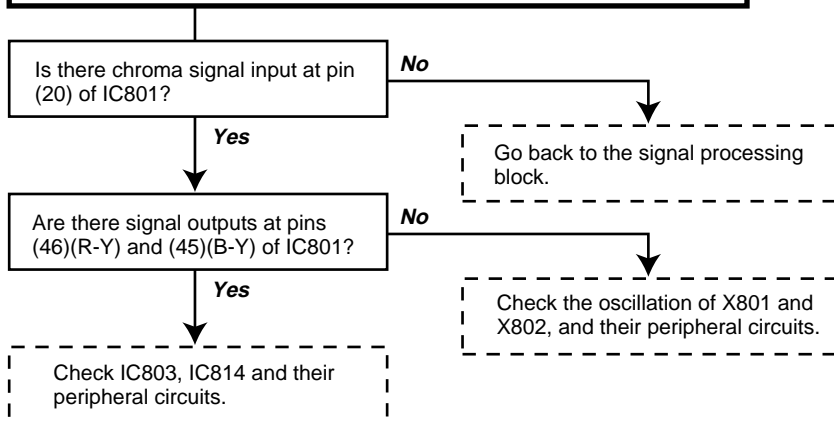 Is there chroma signal input at pin
(20) of IC801?
No
Yes
Go back to the signal processing
block.
Are there signal outputs at pins
(46)(R-Y) and (45)(B-Y) of IC801?
No
Yes
Check the oscillation of X801 and
X802, and their peripheral circuits.
Check IC803, IC814 and their
peripheral circuits.